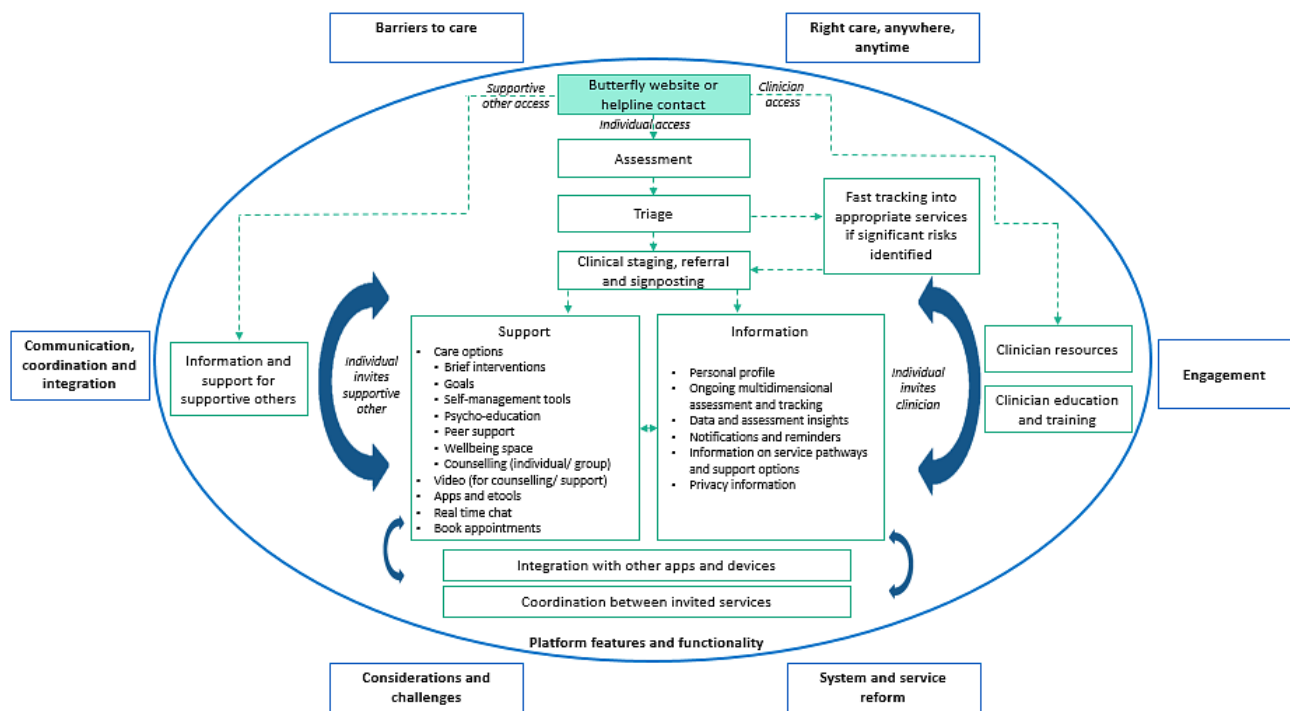 Barriers to care
Right care, anywhere,
anytime
Supportive
other access
Butterfly website or
helpline contact
Clinician
access
Individual access
Assessment
Triage
Fast tracking into
appropriate services
if significant risks
identified
Clinical staging, referral
and signposting
Communication,
coordination and
integration
Information and
support for
supportive others
Individual
invites
supportive
other
Support
• Care options
• Brief interventions
• Goals
• Self-management tools
• Psycho-education
• Peer support
• Wellbeing space
• Counselling (individual/ group)
• Video (for counselling/ support)
• Apps and etools
• Real time chat
• Book appointments
Information
• Personal profile
• Ongoing multidimensional
assessment and tracking
• Data and assessment insights
• Notifications and reminders
• Information on service pathways
and support options
• Privacy information
Individual
invites
clinician
Clinician resources
Clinician education
and training
Engagement
Integration with other apps and devices
Coordination between invited services
Platform features and functionality
Considerations and
challenges
System and service
reform